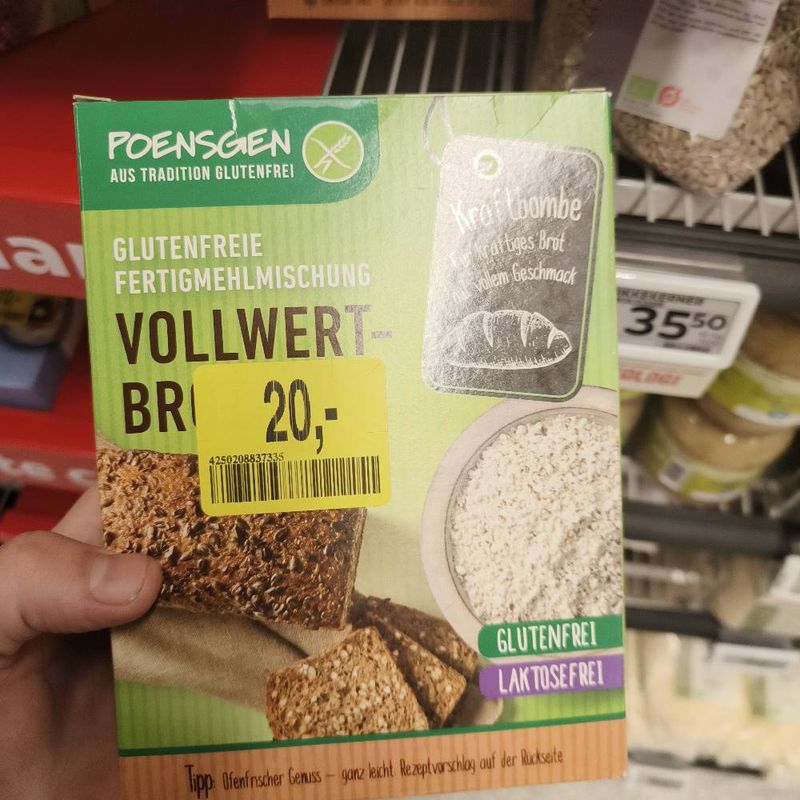 POENSGEN
AUS TRADITION GLUTENFREI
GLUTENFREIE
FERTIGMEHLMISCHUNG
VOLLWERT-
Kraftbombe
Für kräftiges Brot
mit vollem Geschmack
20,-
4250208837335
GLUTENFREI
LAKTOSEFREI
Tipp: Ofenfrischer Genuss – ganz leicht. Rezeptvorschlag auf der Rückseite
35 50